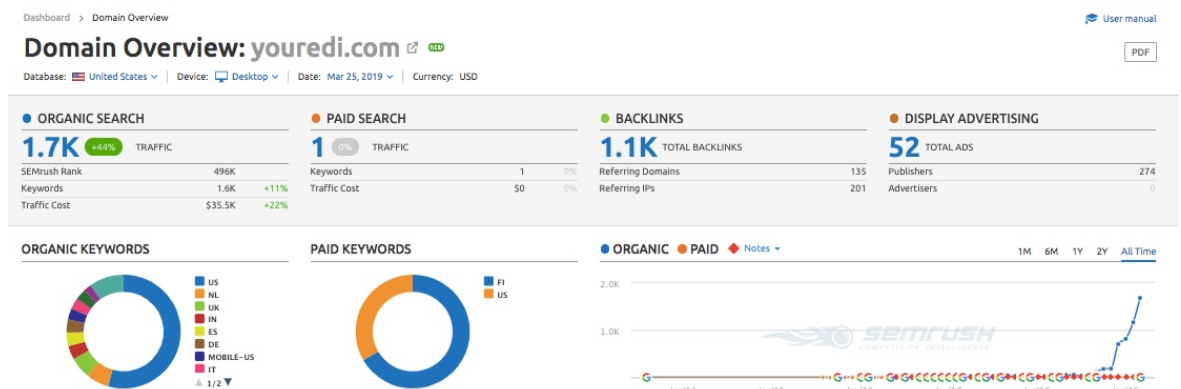 Dashboard > Domain Overview
User manual
Domain Overview: youredi.com NEW
PDF
Database: United States Device: Desktop Date: Mar 25, 2019 Currency: USD
ORGANIC SEARCH
1.7K +44% TRAFFIC
SEMrush Rank 496K
Keywords 1.6K +11%
Traffic Cost $35.5K +22%
PAID SEARCH
1 0% TRAFFIC
Keywords 1 0%
Traffic Cost $0 0%
BACKLINKS
1.1K TOTAL BACKLINKS
Referring Domains 135
Referring IPs 201
DISPLAY ADVERTISING
52 TOTAL ADS
Publishers 274
Advertisers 0
ORGANIC KEYWORDS
US
NL
UK
IN
ES
DE
MOBILE-US
IT
1/2
PAID KEYWORDS
FI
US
ORGANIC PAID Notes
1M 6M 1Y 2Y All Time
2.0K
1.0K
SEMRUSH
COMPETITIVE INTELLIGENCE